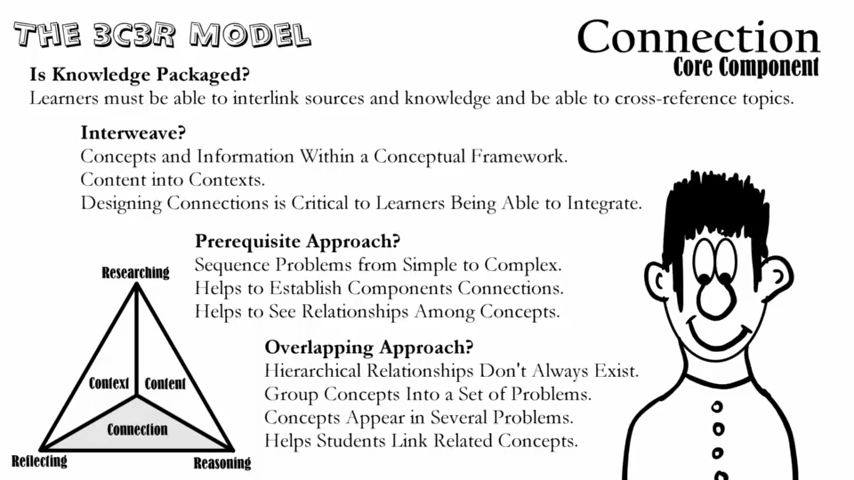 THE 3C3R MODEL
Connection
Core Component
Is Knowledge Packaged?
Learners must be able to interlink sources and knowledge and be able to cross-reference topics.
Interweave?
Concepts and Information Within a Conceptual Framework.
Content into Contexts.
Designing Connections is Critical to Learners Being Able to Integrate.
Prerequisite Approach?
Sequence Problems from Simple to Complex.
Helps to Establish Components Connections.
Helps to See Relationships Among Concepts.
Overlapping Approach?
Hierarchical Relationships Don't Always Exist.
Group Concepts Into a Set of Problems.
Concepts Appear in Several Problems.
Helps Students Link Related Concepts.
Researching
Context Content
Connection
Reflecting Reasoning